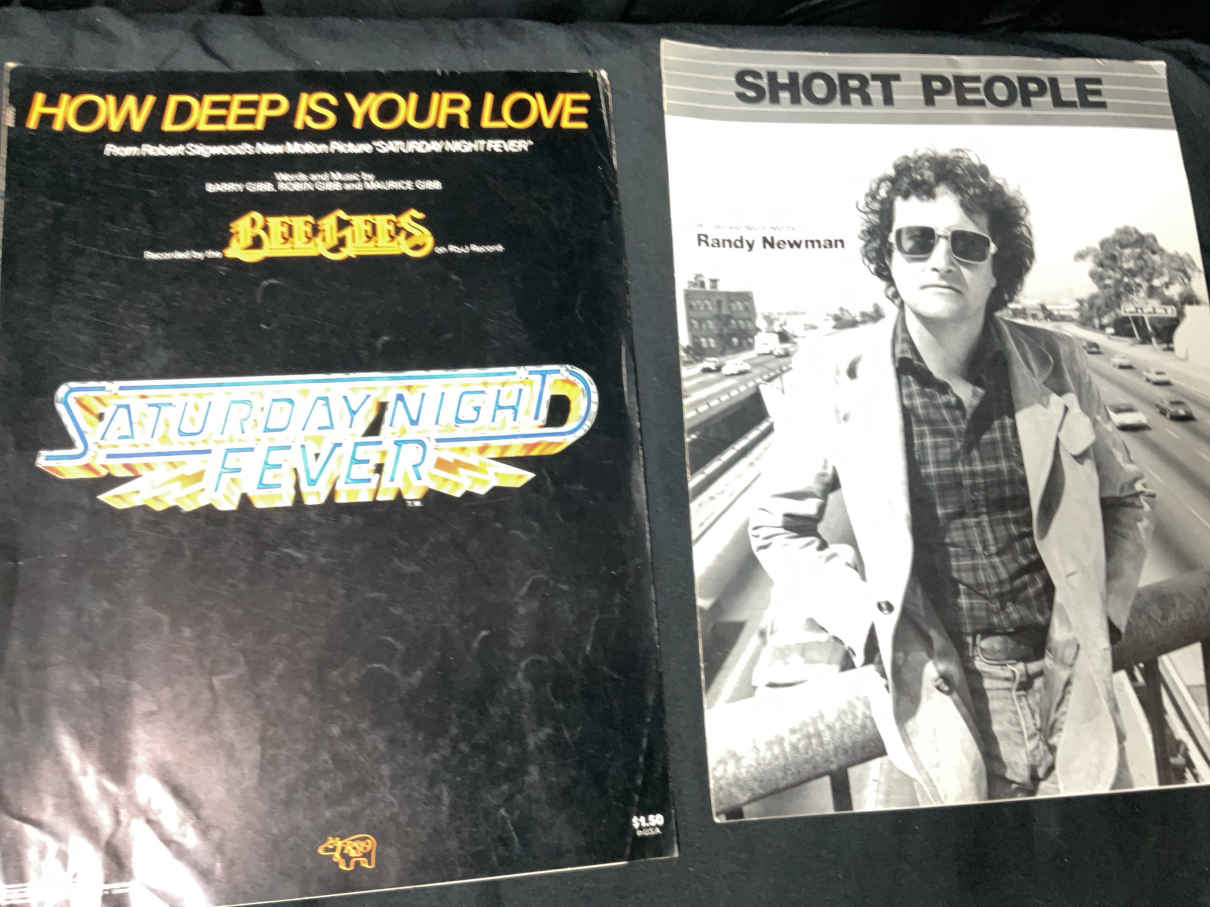 HOW DEEP IS YOUR LOVE
From Robert Stigwood's New Motion Picture "SATURDAY NIGHT FEVER"
Words and Music by
BARRY GIBB, ROBIN GIBB and MAURICE GIBB
Recorded by the BEE GEES on RSO Records
SATURDAY NIGHT
FEVER
T.M.
$1.50
in U.S.A.
RSO
SHORT PEOPLE
Randy Newman